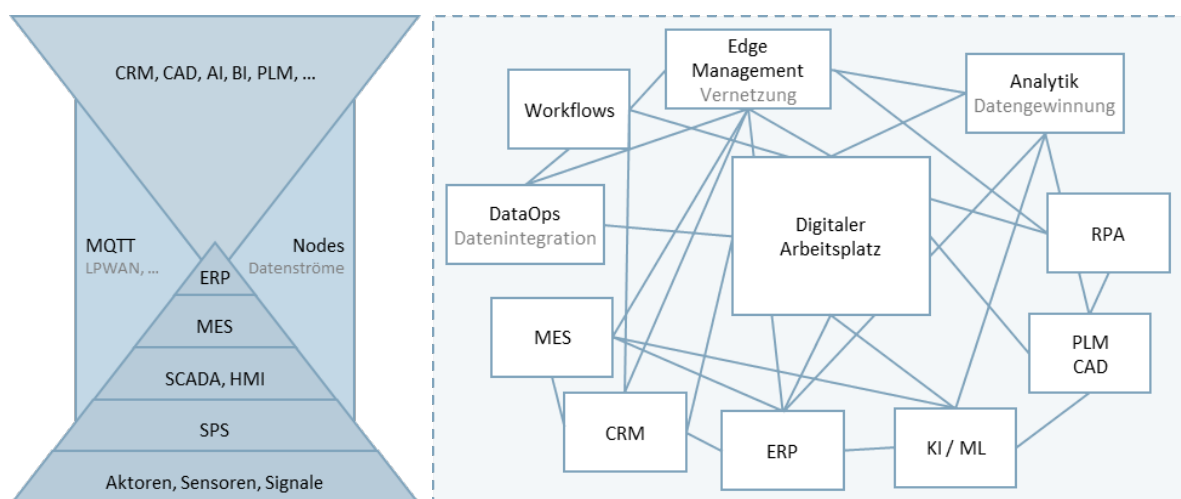 CRM, CAD, AI, BI, PLM, ...
MQTT
LPWAN, ...
Nodes
Datenströme
ERP
MES
SCADA, HMI
SPS
Aktoren, Sensoren, Signale
Edge
Management
Vernetzung
Analytik
Datengewinnung
Workflows
DataOps
Datenintegration
Digitaler
Arbeitsplatz
RPA
MES
PLM
CAD
CRM
ERP
KI / ML